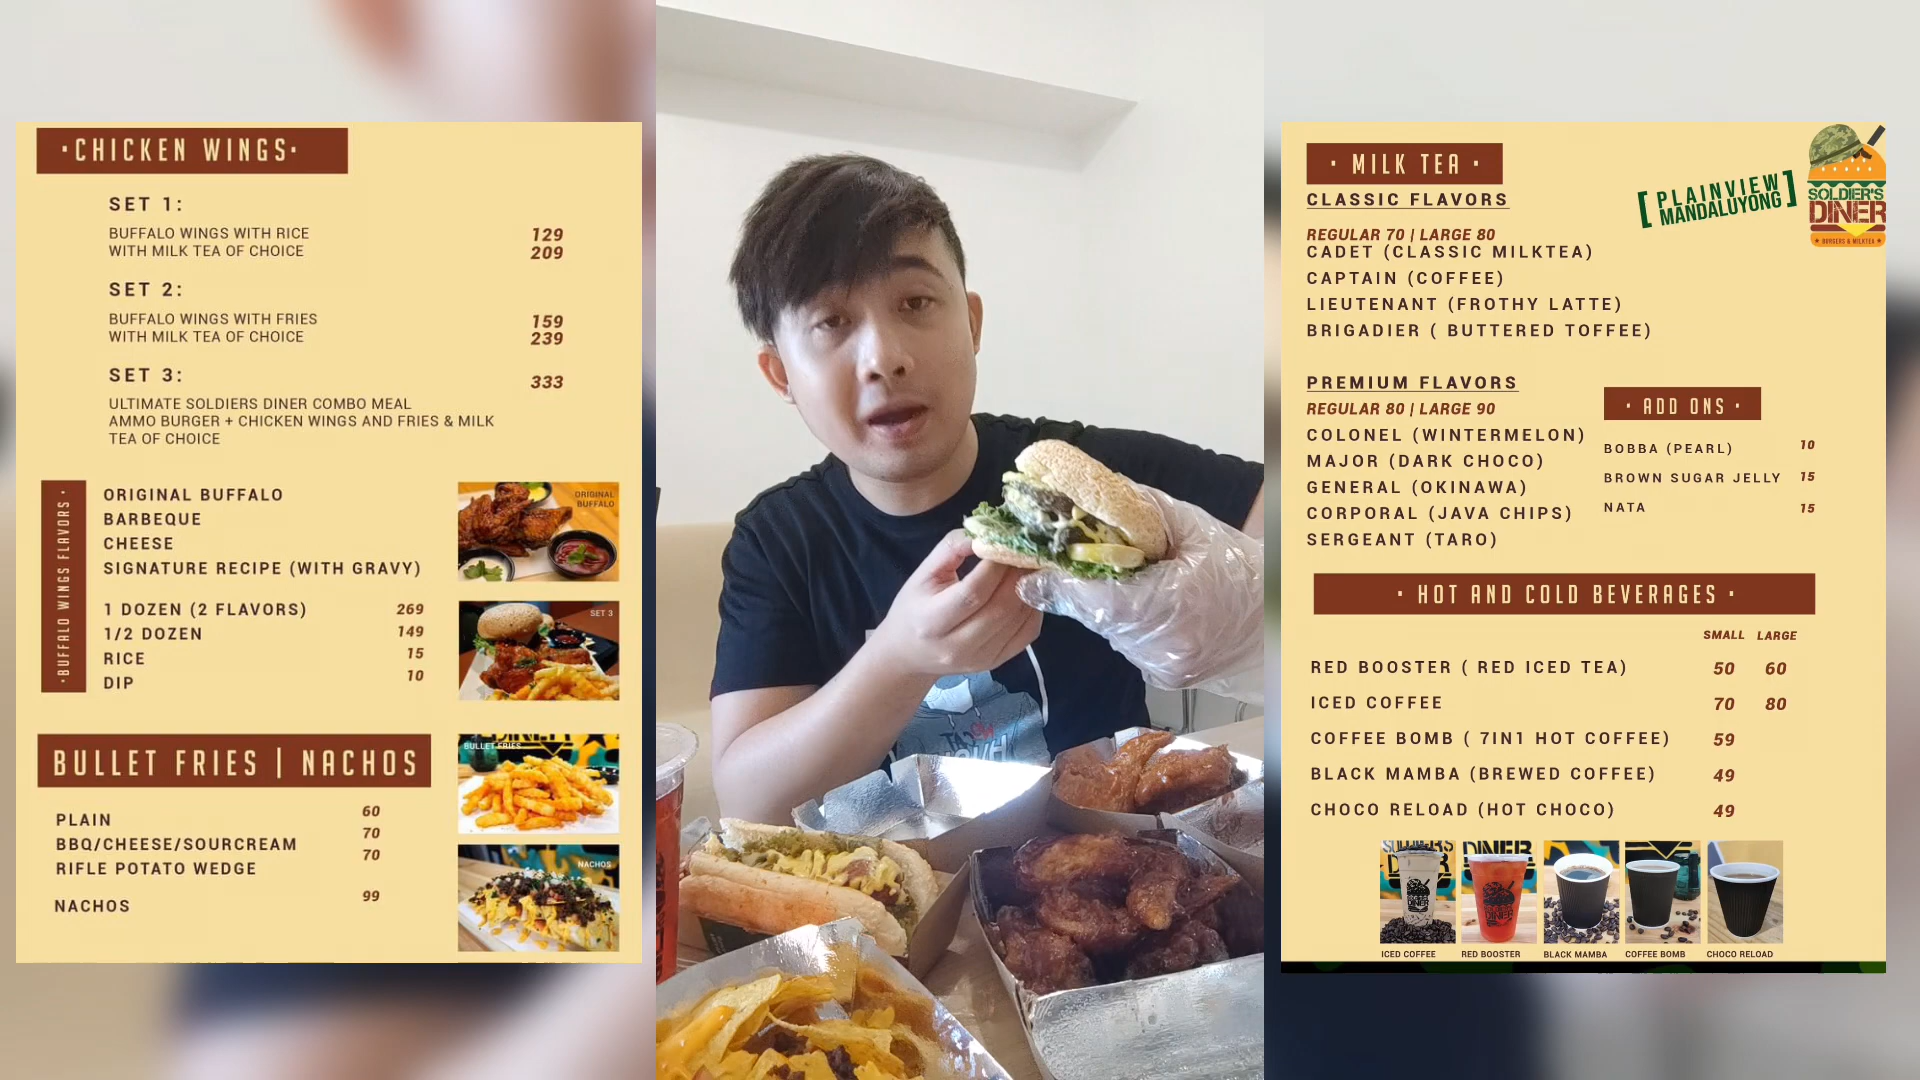 ·CHICKEN WINGS·
SET 1:
BUFFALO WINGS WITH RICE 129
WITH MILK TEA OF CHOICE 209
SET 2:
BUFFALO WINGS WITH FRIES 159
WITH MILK TEA OF CHOICE 239
SET 3: 333
ULTIMATE SOLDIERS DINER COMBO MEAL
AMMO BURGER + CHICKEN WINGS AND FRIES & MILK
TEA OF CHOICE
·BUFFALO WINGS FLAVORS·
ORIGINAL BUFFALO
BARBEQUE
CHEESE
SIGNATURE RECIPE (WITH GRAVY)
1 DOZEN (2 FLAVORS) 269
1/2 DOZEN 149
RICE 15
DIP 10
ORIGINAL
BUFFALO
SET 3
BULLET FRIES | NACHOS
PLAIN 60
BBQ/CHEESE/SOURCREAM 70
RIFLE POTATO WEDGE 70
NACHOS 99
BULLET FRIES
DINER
NACHOS
· MILK TEA ·
[PLAINVIEW
MANDALUYONG]
SOLDIER'S
DINER
BURGERS & MILKTEA
CLASSIC FLAVORS
REGULAR 70 | LARGE 80
CADET (CLASSIC MILKTEA)
CAPTAIN (COFFEE)
LIEUTENANT (FROTHY LATTE)
BRIGADIER ( BUTTERED TOFFEE)
PREMIUM FLAVORS
REGULAR 80 | LARGE 90
COLONEL (WINTERMELON)
MAJOR (DARK CHOCO)
GENERAL (OKINAWA)
CORPORAL (JAVA CHIPS)
SERGEANT (TARO)
· ADD ONS ·
BOBBA (PEARL) 10
BROWN SUGAR JELLY 15
NATA 15
· HOT AND COLD BEVERAGES ·
SMALL LARGE
RED BOOSTER ( RED ICED TEA) 50 60
ICED COFFEE 70 80
COFFEE BOMB ( 7IN1 HOT COFFEE) 59
BLACK MAMBA (BREWED COFFEE) 49
CHOCO RELOAD (HOT CHOCO) 49
DINER
ICED COFFEE
RED BOOSTER
BLACK MAMBA
COFFEE BOMB
CHOCO RELOAD